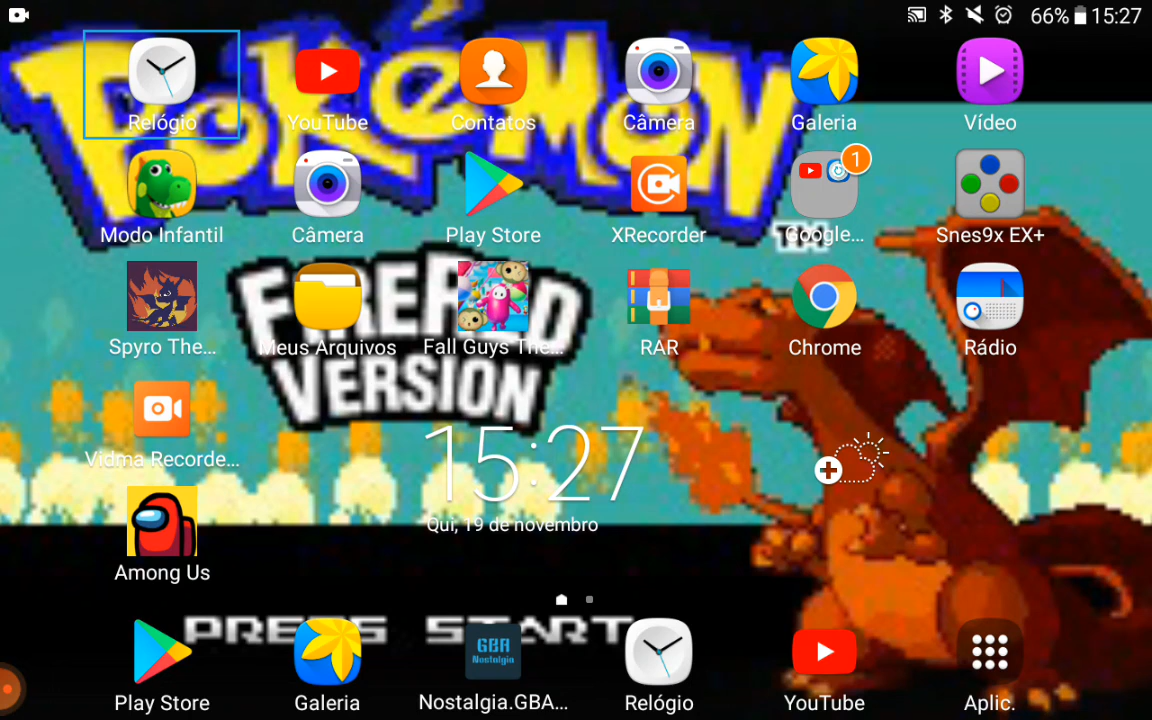 66% 15:27
Pokémon
Relógio
YouTube
Contatos
Câmera
Galeria
Vídeo
1
Modo Infantil
Câmera
Play Store
XRecorder
Google...
Snes9x EX+
FIRERED
VERSION
Spyro The...
Meus Arquivos
Fall Guys The...
RAR
Chrome
Rádio
Vidma Recorde...
15:27
Qui, 19 de novembro
Among Us
PRESS START
GBA
Nostalgia
Play Store
Galeria
Nostalgia.GBA...
Relógio
YouTube
Aplic.